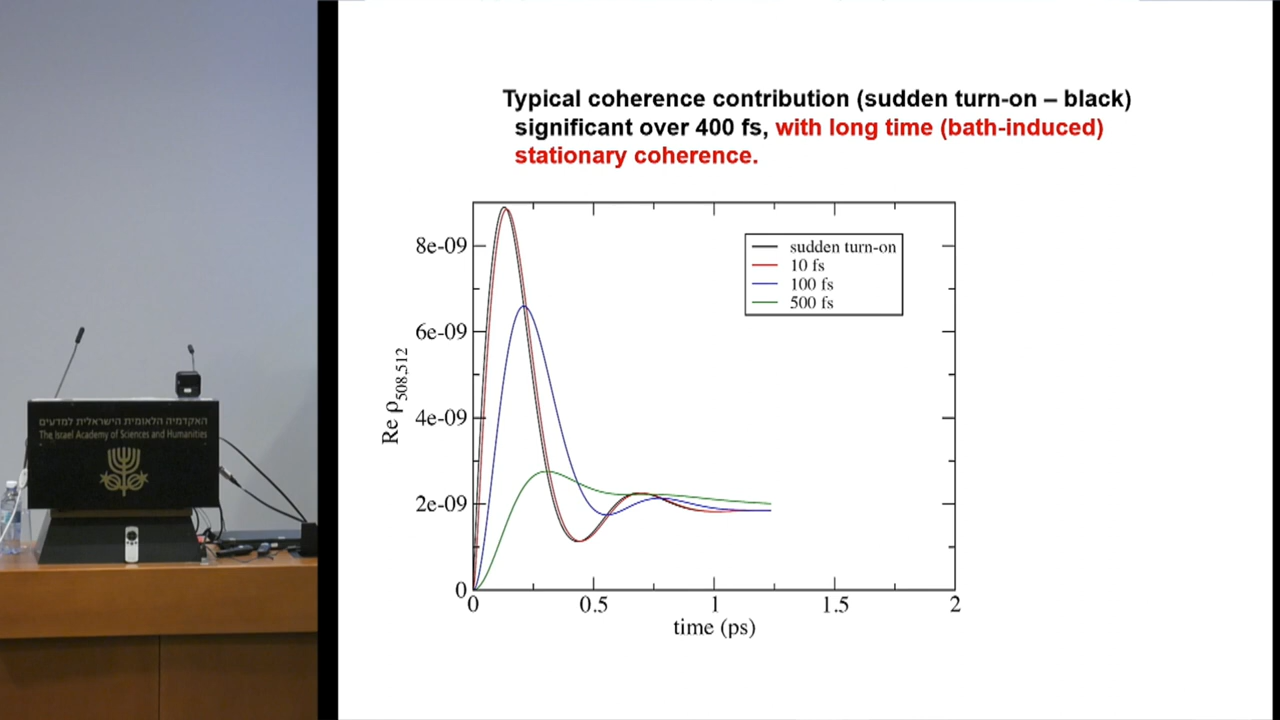 Typical coherence contribution (sudden turn-on – black)
significant over 400 fs, with long time (bath-induced)
stationary coherence.
8e-09
6e-09
4e-09
2e-09
0
Re ρ508,512
sudden turn-on
10 fs
100 fs
500 fs
0 0.5 1 1.5 2
time (ps)
האקדמיה הלאומית הישראלית למדעים
The Israel Academy of Sciences and Humanities